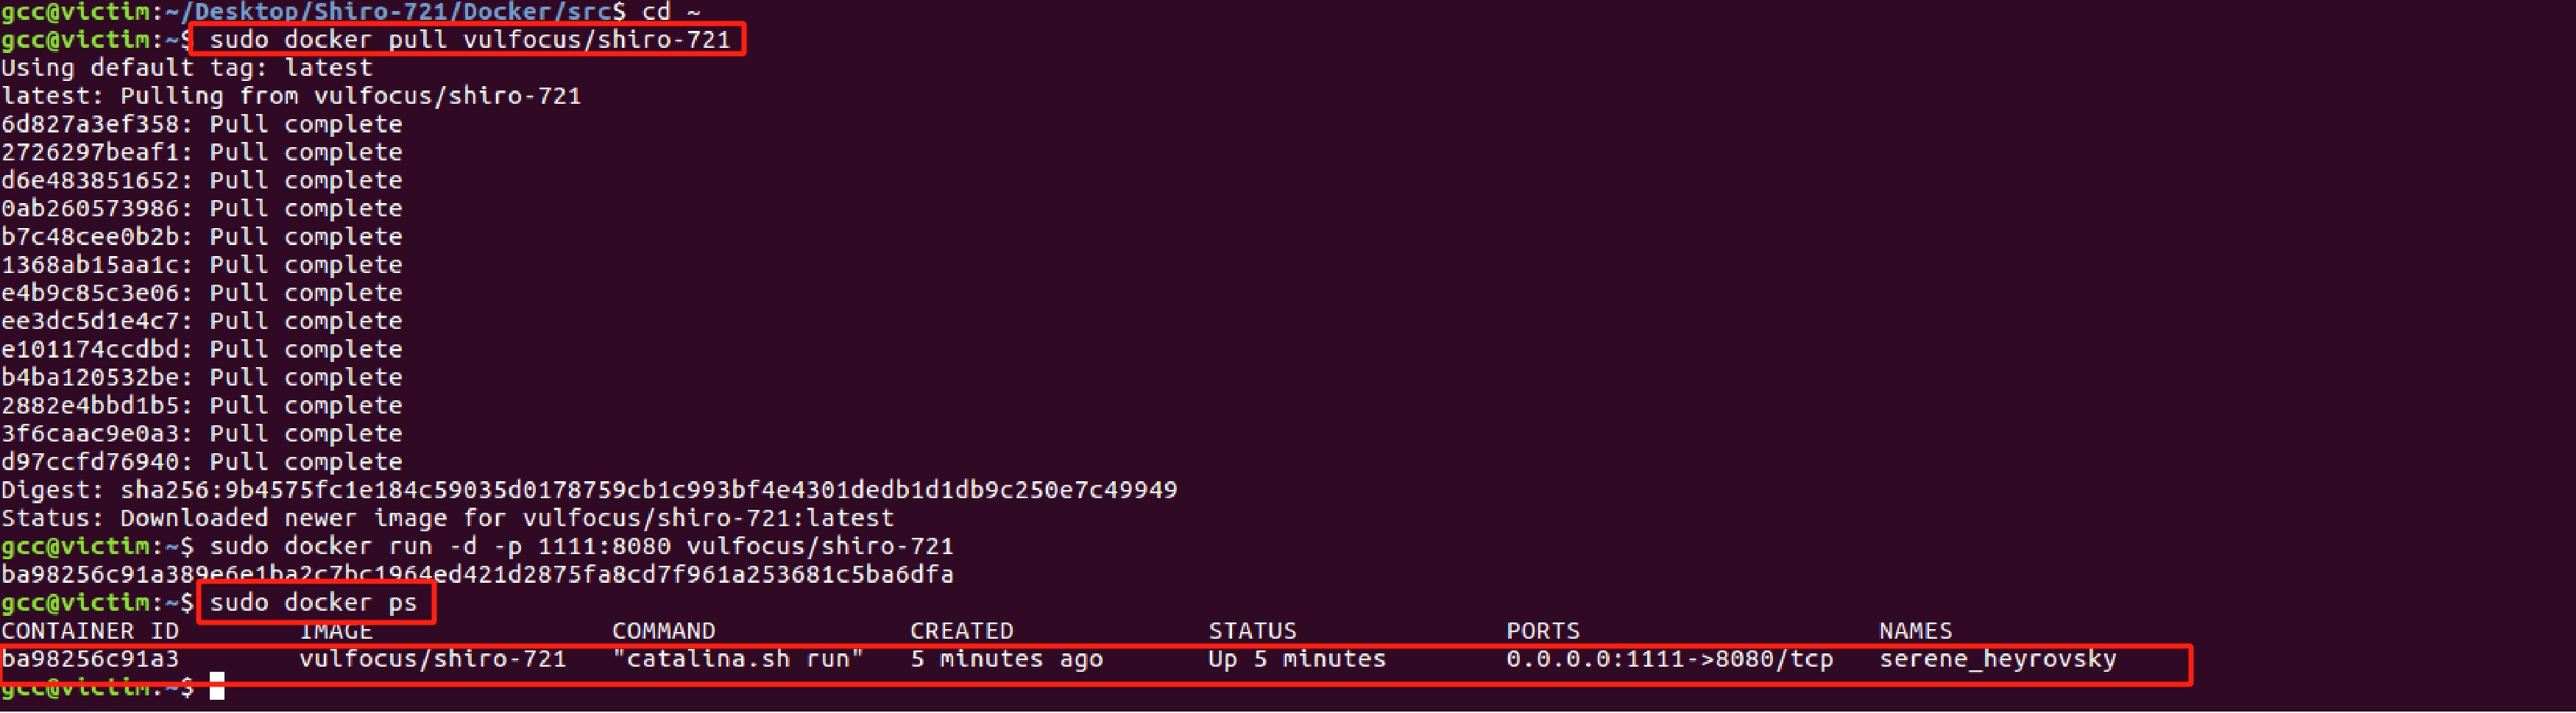 gcc@victim:~/Desktop/Shiro-721/Docker/src$ cd ~
gcc@victim:~$ sudo docker pull vulfocus/shiro-721
Using default tag: latest
latest: Pulling from vulfocus/shiro-721
6d827a3ef358: Pull complete
2726297beaf1: Pull complete
d6e483851652: Pull complete
0ab260573986: Pull complete
b7c48cee0b2b: Pull complete
1368ab15aa1c: Pull complete
e4b9c85c3e06: Pull complete
ee3dc5d1e4c7: Pull complete
e101174ccdbd: Pull complete
b4ba120532be: Pull complete
2882e4bbd1b5: Pull complete
3f6caac9e0a3: Pull complete
d97ccfd76940: Pull complete
Digest: sha256:9b4575fc1e184c59035d0178759cb1c993bf4e4301dedb1d1db9c250e7c49949
Status: Downloaded newer image for vulfocus/shiro-721:latest
gcc@victim:~$ sudo docker run -d -p 1111:8080 vulfocus/shiro-721
ba98256c91a389e6e1ba2c7bc1964ed421d2875fa8cd7f961a253681c5ba6dfa
gcc@victim:~$ sudo docker ps
CONTAINER ID IMAGE COMMAND CREATED STATUS PORTS NAMES
ba98256c91a3 vulfocus/shiro-721 "catalina.sh run" 5 minutes ago Up 5 minutes 0.0.0.0:1111->8080/tcp serene_heyrovsky
gcc@victim:~$